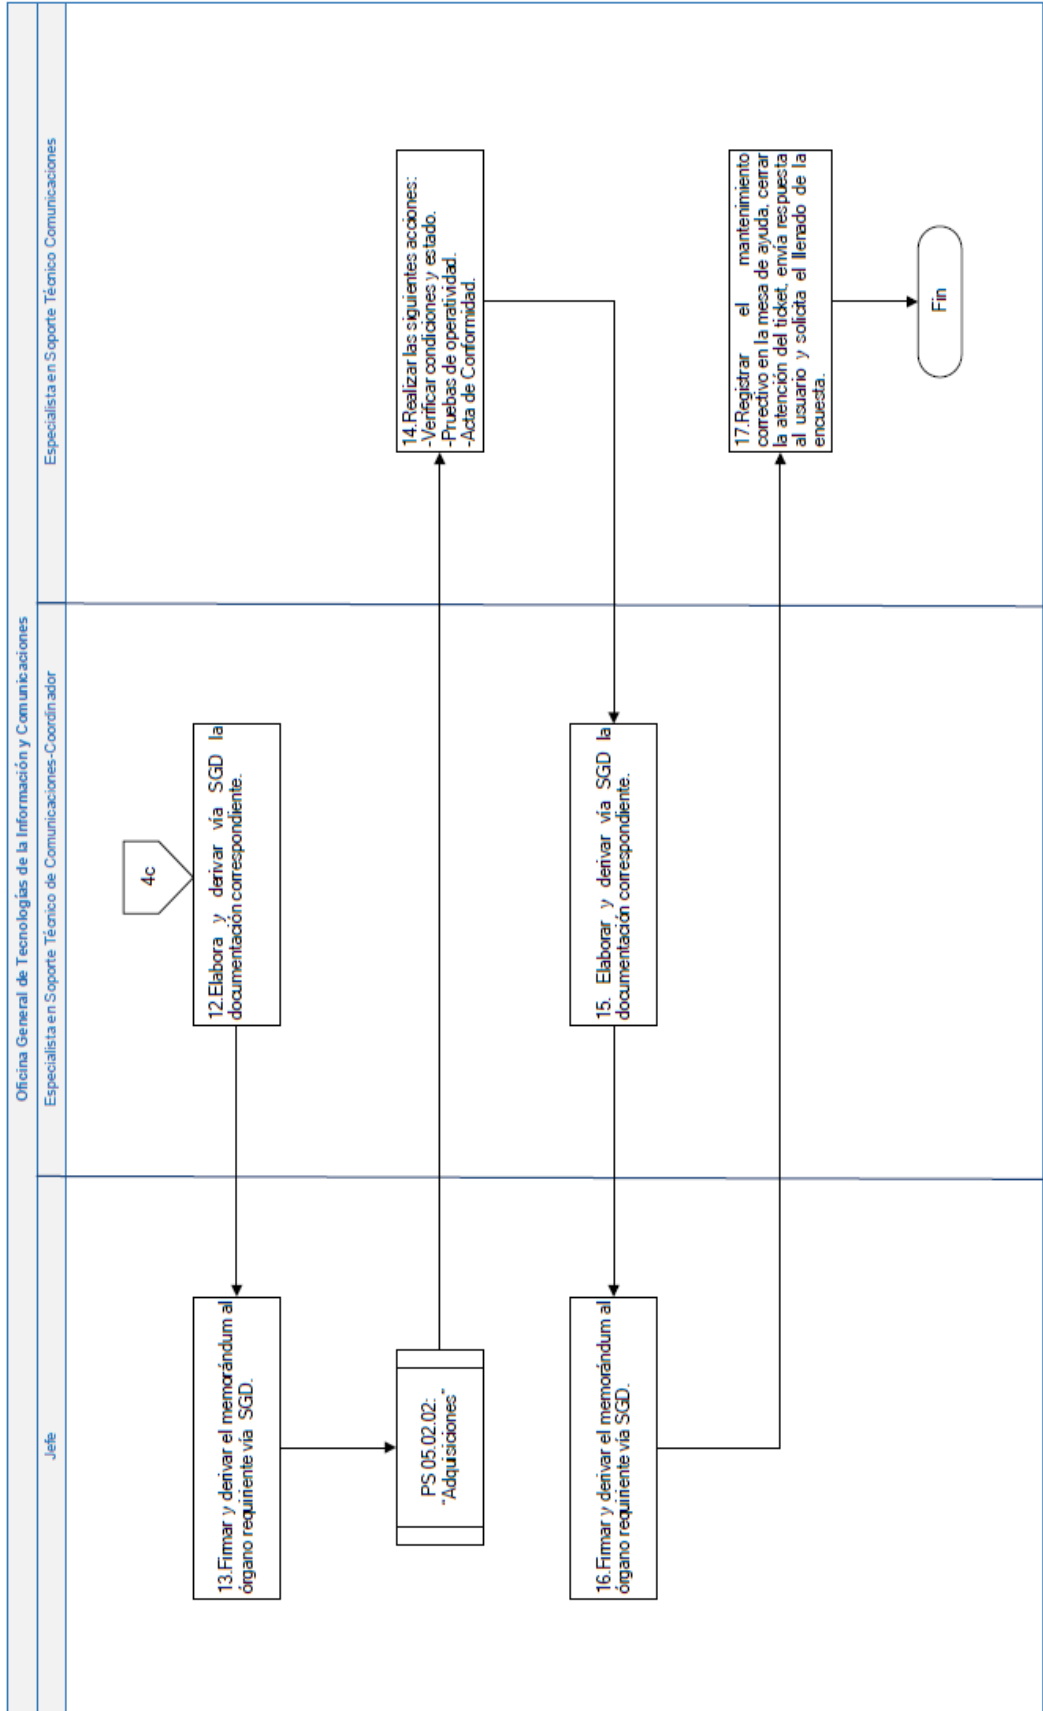 Oficina General de Tecnologías de la Información y Comunicaciones
Jefe
Especialista en Soporte Técnico de Comunicaciones-Coordinador
Especialista en Soporte Técnico Comunicaciones
4c
12.Elabora y derivar vía SGD la
documentación correspondiente.
13.Firmar y derivar el memorándum al
órgano requiriente vía SGD.
PS 05.02.02:
"Adquisiciones"
14.Realizar las siguientes acciones:
-Verificar condiciones y estado.
-Pruebas de operatividad.
-Acta de Conformidad.
15. Elaborar y derivar vía SGD la
documentación correspondiente.
16.Firmar y derivar el memorándum al
órgano requiriente vía SGD.
17.Registrar el mantenimiento
correctivo en la mesa de ayuda, cerrar
la atención del ticket, envía respuesta
al usuario y solicita el llenado de la
encuesta.
Fin